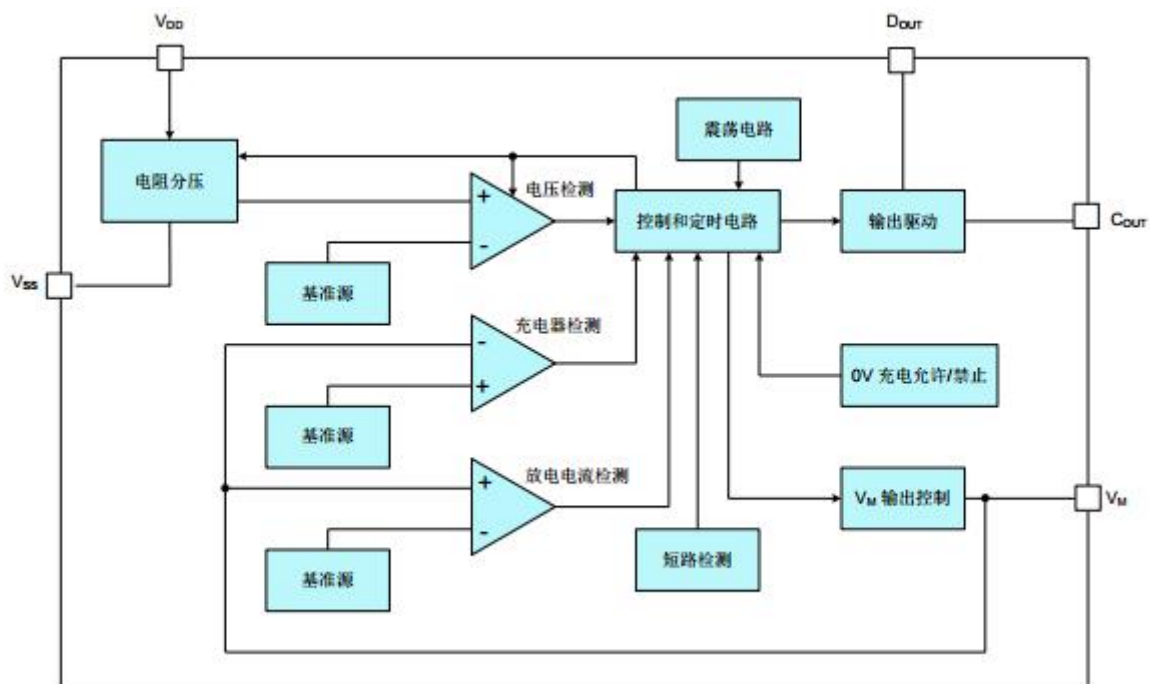 VDD
DOUT
震荡电路
电阻分压
电压检测
+
-
控制和定时电路
输出驱动
COUT
VSS
基准源
充电器检测
-
+
0V 充电允许/禁止
基准源
放电电流检测
+
-
VM 输出控制
VM
短路检测
基准源